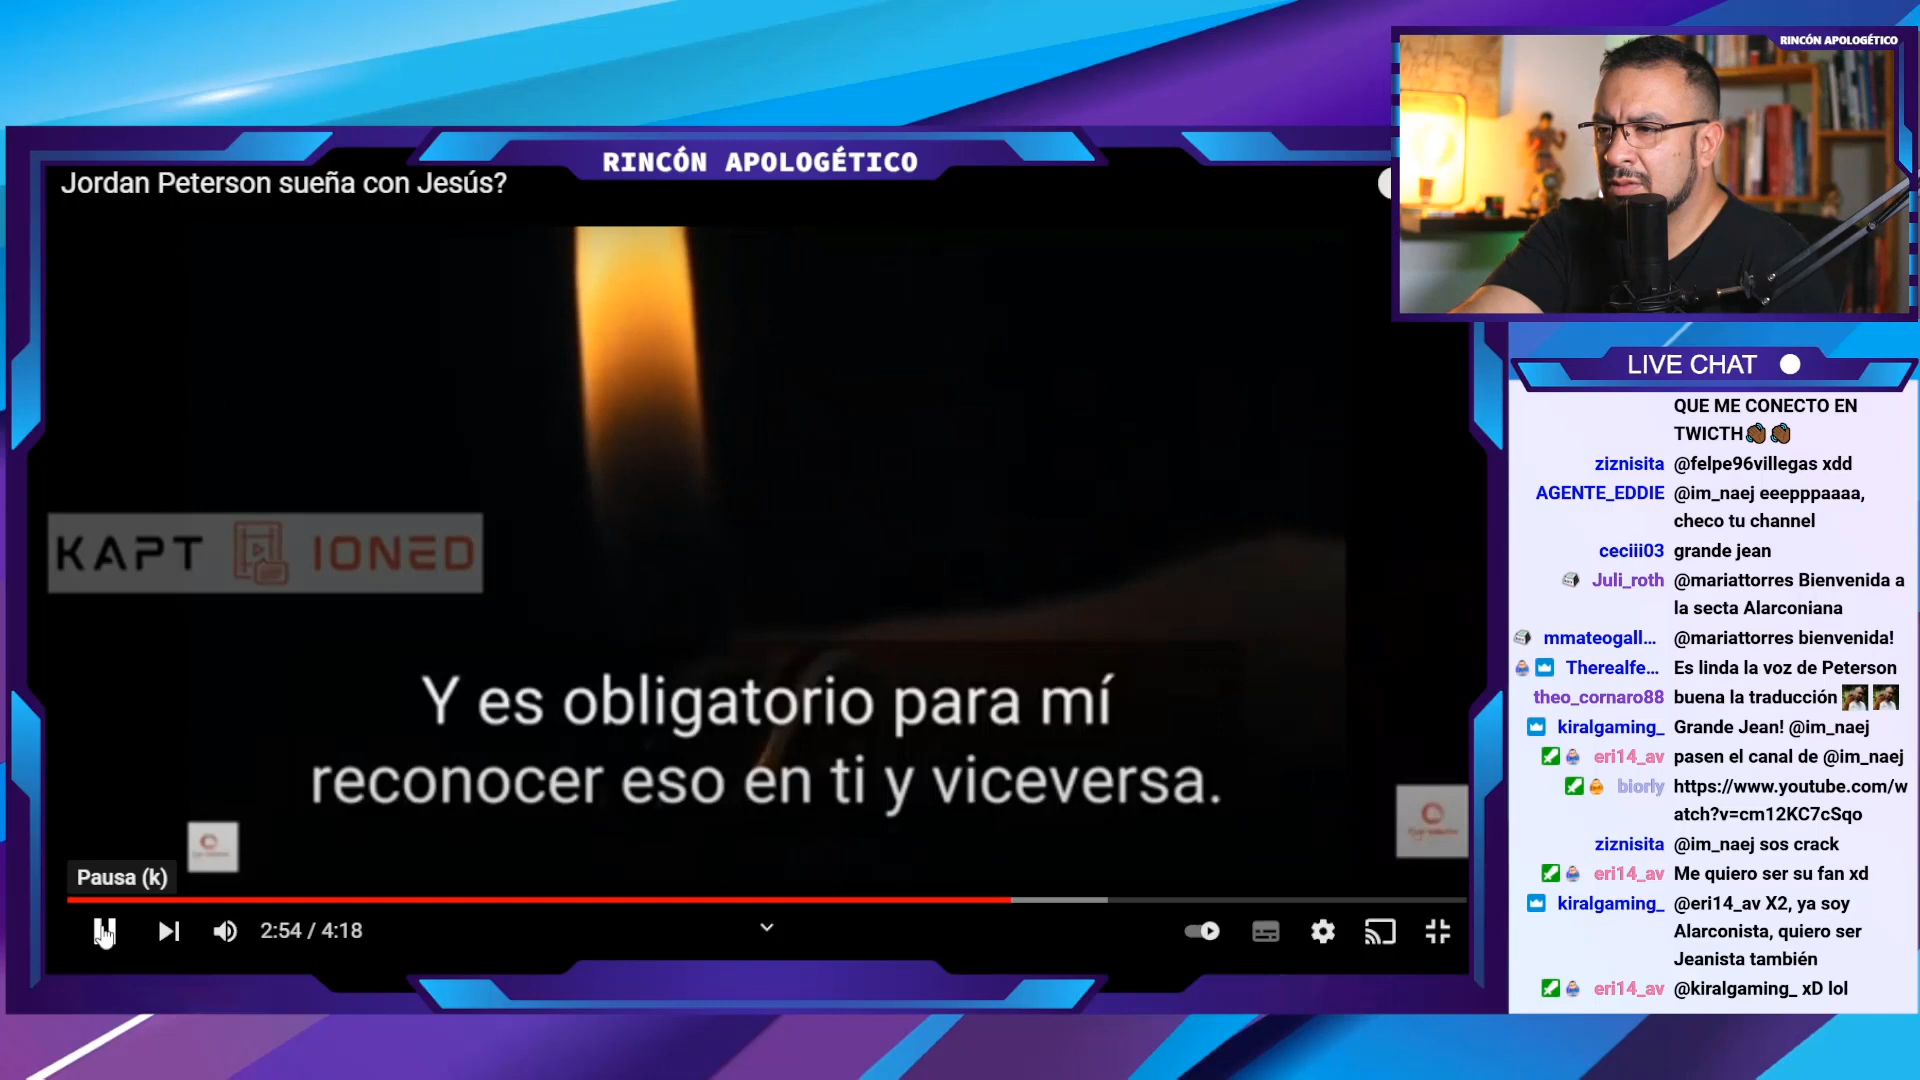 RINCÓN APOLOGÉTICO
RINCÓN APOLOGÉTICO
Jordan Peterson sueña con Jesús?
KAPT IONED
Y es obligatorio para mí
reconocer eso en ti y viceversa.
Pausa (k)
2:54 / 4:18
LIVE CHAT
QUE ME CONECTO EN
TWICTH
ziznisita @felpe96villegas xdd
AGENTE_EDDIE @im_naej eeepppaaaa,
checo tu channel
ceciii03 grande jean
Juli_roth @mariattorres Bienvenida a
la secta Alarconiana
mmateogall... @mariattorres bienvenida!
Therealfe... Es linda la voz de Peterson
theo_cornaro88 buena la traducción
kiralgaming_ Grande Jean! @im_naej
eri14_av pasen el canal de @im_naej
biorly https://www.youtube.com/w
atch?v=cm12KC7cSqo
ziznisita @im_naej sos crack
eri14_av Me quiero ser su fan xd
kiralgaming_ @eri14_av X2, ya soy
Alarconista, quiero ser
Jeanista también
eri14_av @kiralgaming_ xD lol